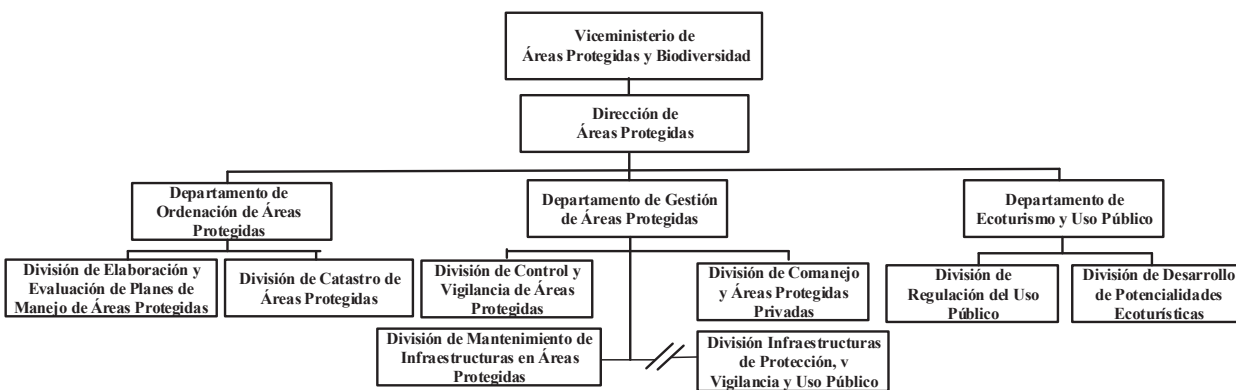 Viceministerio de
Áreas Protegidas y Biodiversidad
Dirección de
Áreas Protegidas
Departamento de
Ordenación de Áreas
Protegidas
Departamento de Gestión
de Áreas Protegidas
Departamento de
Ecoturismo y Uso Público
División de Elaboración y
Evaluación de Planes de
Manejo de Áreas Protegidas
División de Catastro de
Áreas Protegidas
División de Control y
Vigilancia de Áreas
Protegidas
División de Comanejo
y Áreas Protegidas
Privadas
División de
Regulación del Uso
Público
División de Desarrollo
de Potencialidades
Ecoturísticas
División de Mantenimiento de
Infraestructuras en Áreas
Protegidas
División Infraestructuras
de Protección, v
Vigilancia y Uso Público